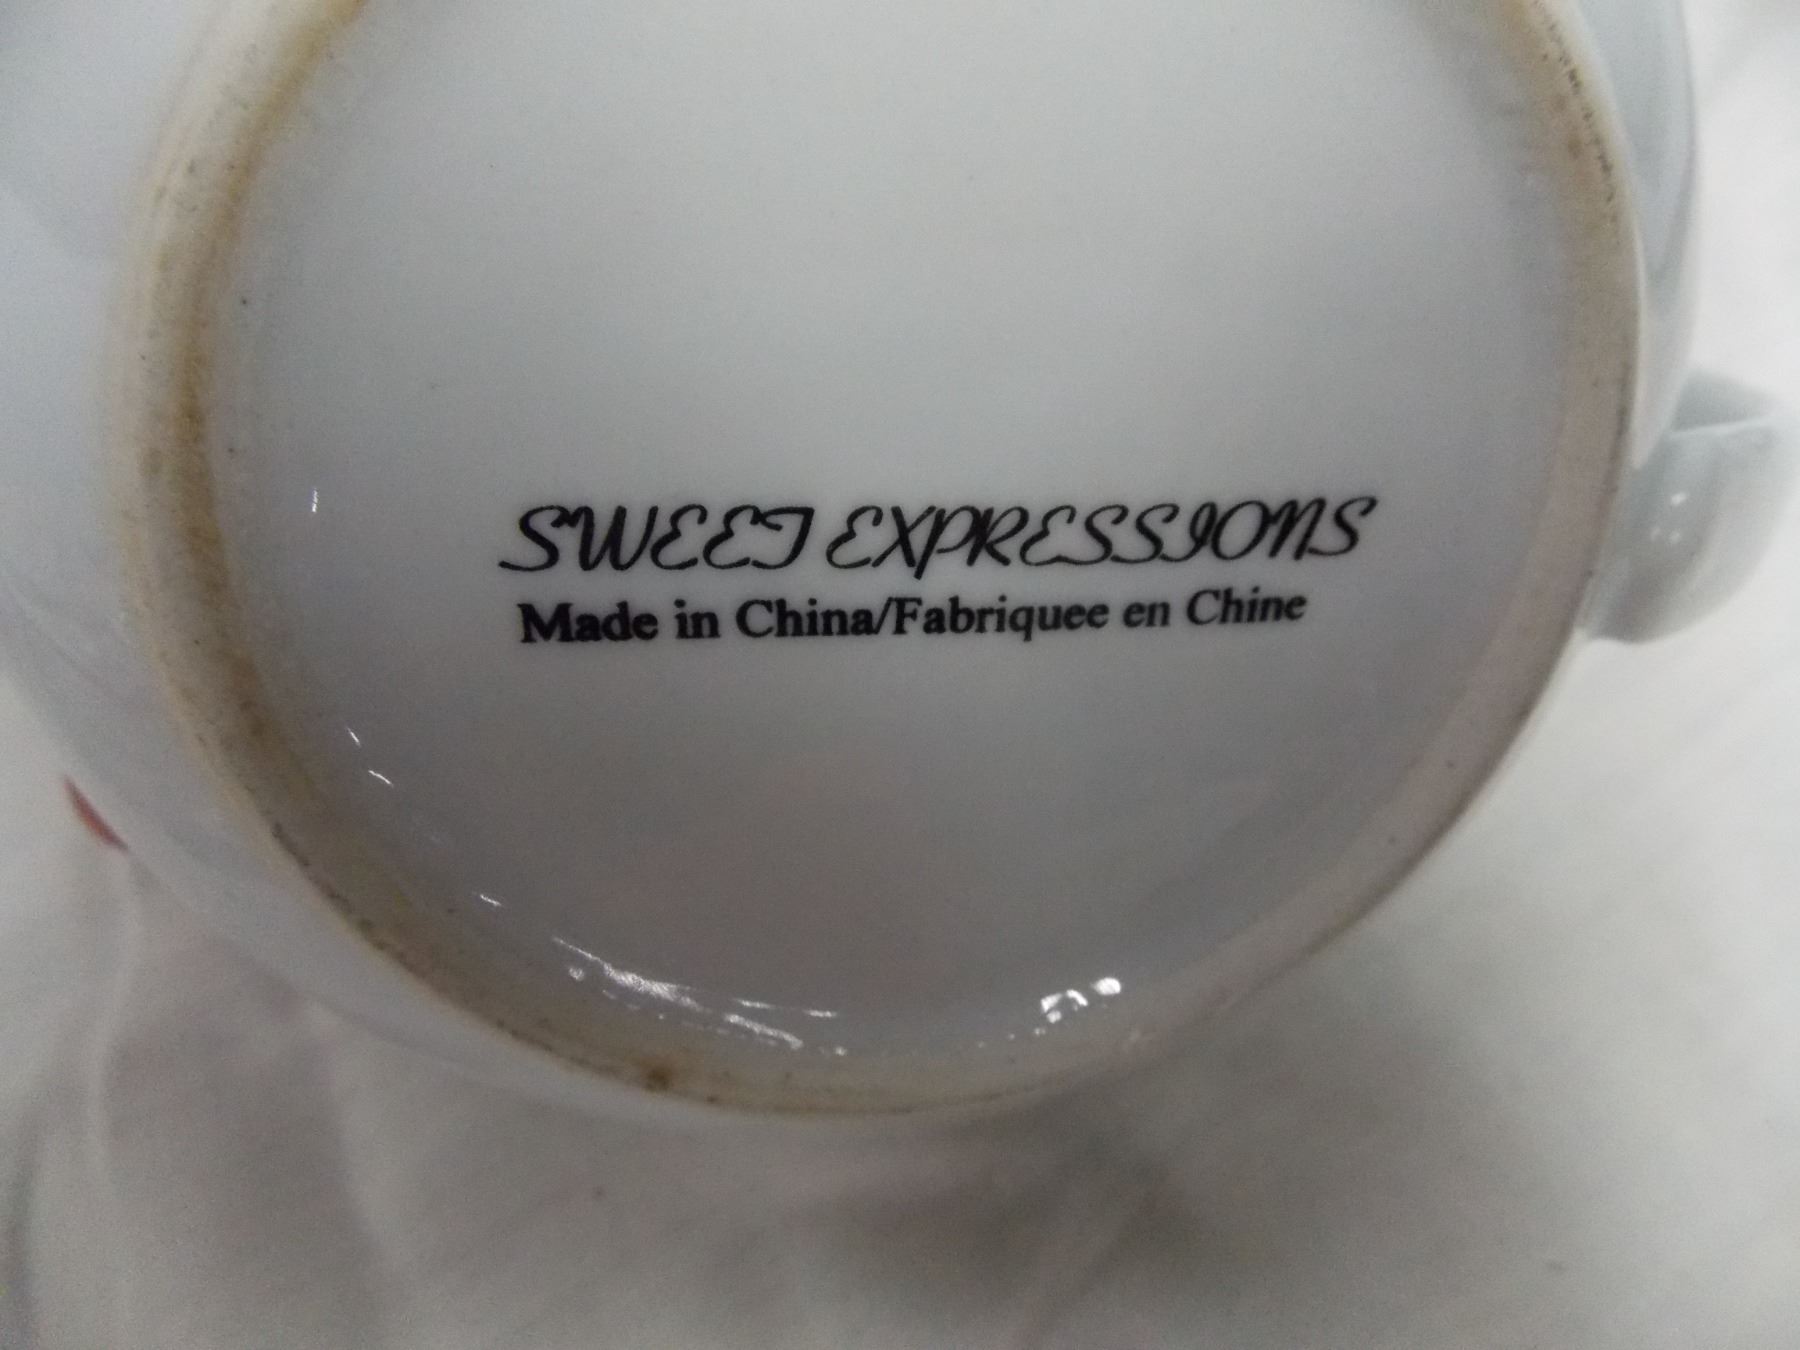 SWEET EXPRESSIONS
Made in China/Fabriquee en Chine